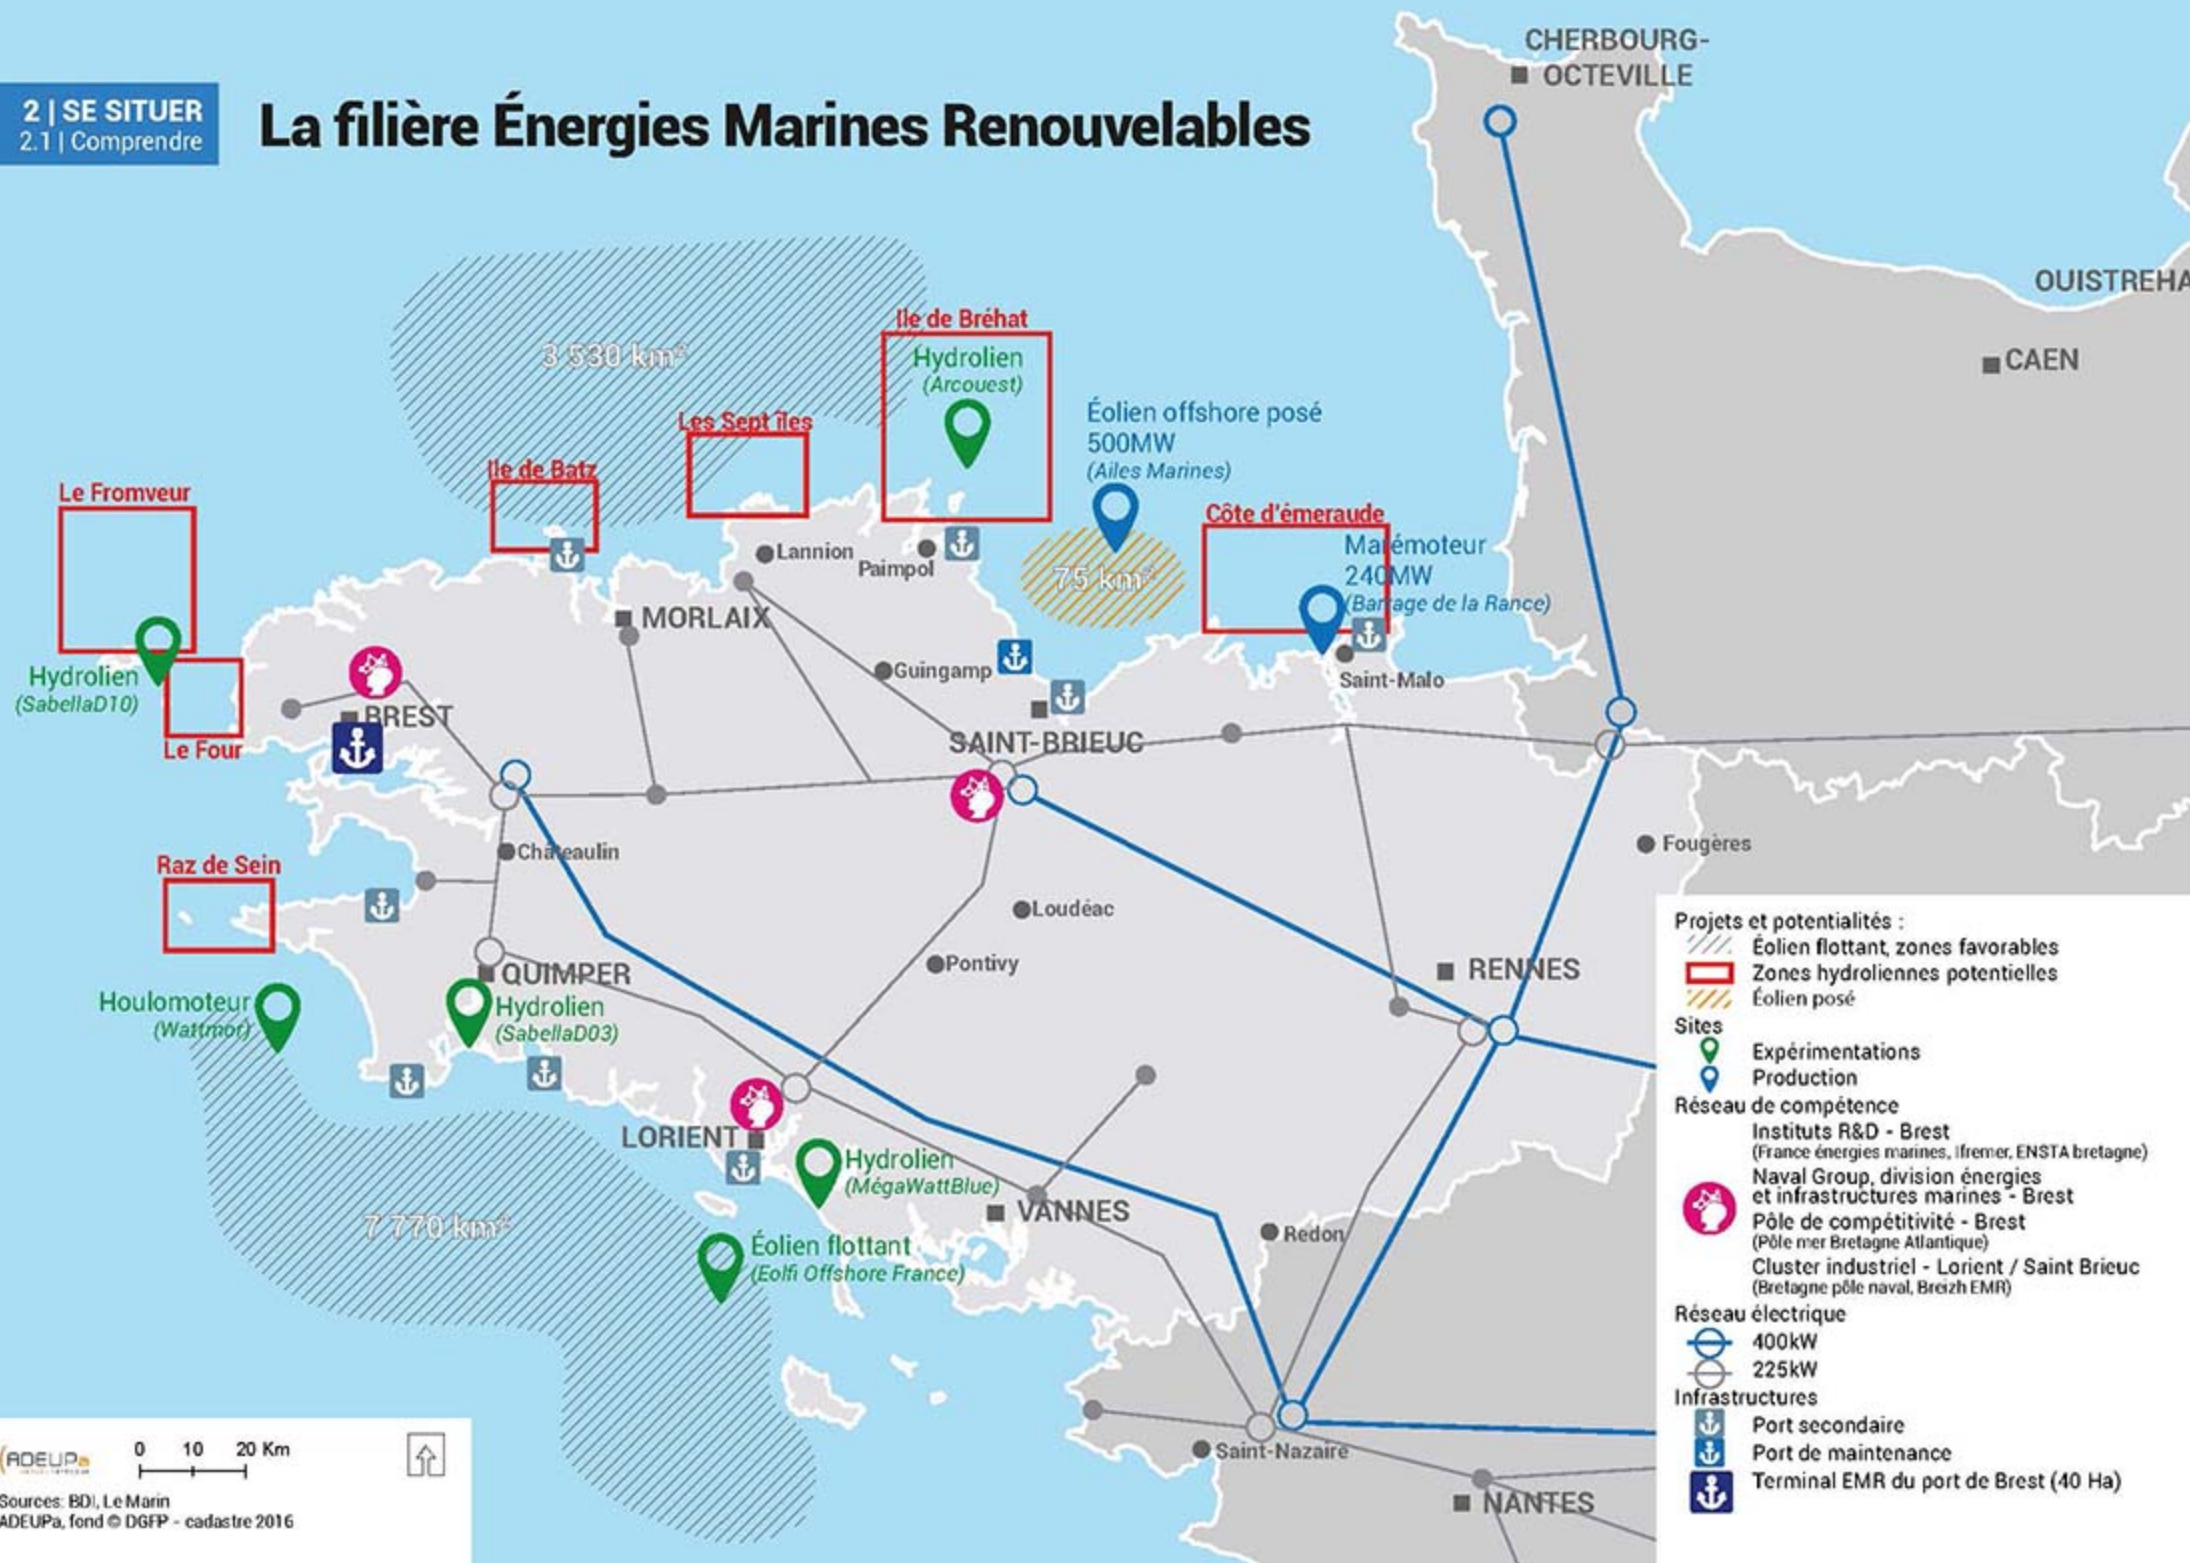 2 | SE SITUER
2.1 | Comprendre
La filière Énergies Marines Renouvelables
CHERBOURG-
OCTEVILLE
OUISTREHA
CAEN
3 530 km²
Ile de Bréhat
Hydrolien
(Arcouest)
Éolien offshore posé
500MW
(Ailes Marines)
Les Sept îles
Ile de Batz
Le Fromveur
Côte d'émeraude
Marémoteur
240MW
(Barrage de la Rance)
75 km²
Lannion
Paimpol
MORLAIX
Guingamp
Saint-Malo
Hydrolien
(SabellaD10)
BREST
Le Four
SAINT-BRIEUC
Châteaulin
Fougères
Raz de Sein
Loudéac
Pontivy
QUIMPER
RENNES
Houlomoteur
(Wattmor)
Hydrolien
(SabellaD03)
LORIENT
Hydrolien
(MégaWattBlue)
VANNES
7 770 km²
Redon
Éolien flottant
(Eolfi Offshore France)
Saint-Nazaire
NANTES
Projets et potentialités :
Éolien flottant, zones favorables
Zones hydroliennes potentielles
Éolien posé
Sites
Expérimentations
Production
Réseau de compétence
Instituts R&D - Brest
(France énergies marines, Ifremer, ENSTA bretagne)
Naval Group, division énergies
et infrastructures marines - Brest
Pôle de compétitivité - Brest
(Pôle mer Bretagne Atlantique)
Cluster industriel - Lorient / Saint Brieuc
(Bretagne pôle naval, Breizh EMR)
Réseau électrique
400kW
225kW
Infrastructures
Port secondaire
Port de maintenance
Terminal EMR du port de Brest (40 Ha)
ADEUPa
0 10 20 Km
Sources: BDI, Le Marin
ADEUPa, fond © DGFP - cadastre 2016